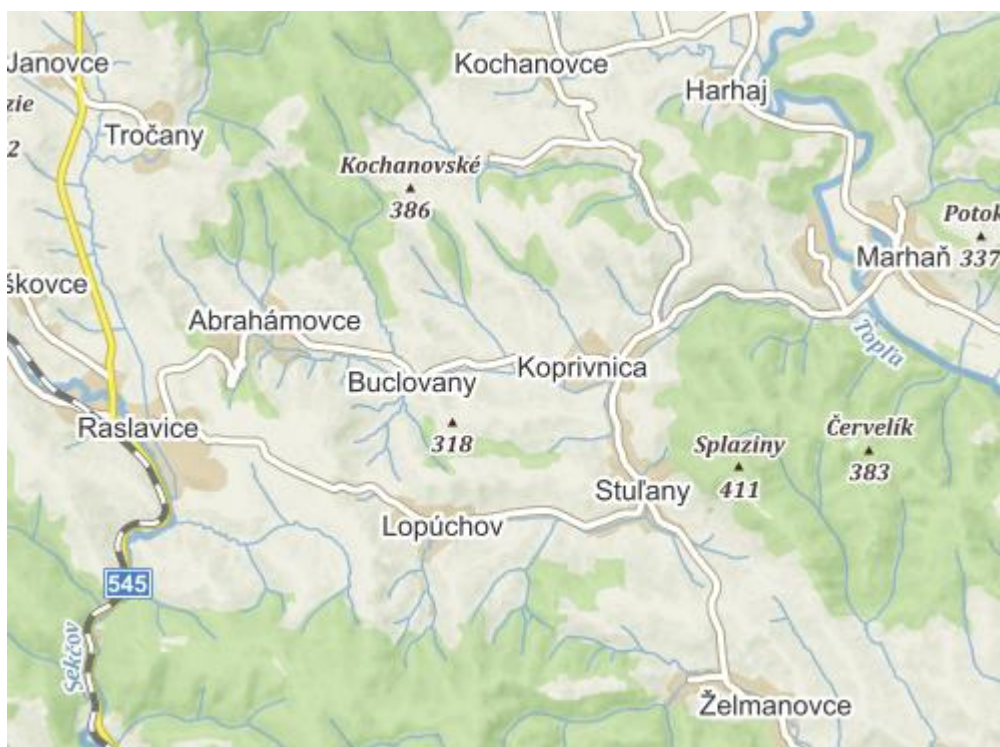 Janovce
Kochanovce
Harhaj
zie
2
Tročany
Kochanovské
386
Potok
337
Marhaň
škovce
Abrahámovce
Topľa
Buclovany
Koprivnica
318
Raslavice
Splaziny
411
Červelík
383
Stuľany
Lopúchov
545
Sekčov
Želmanovce